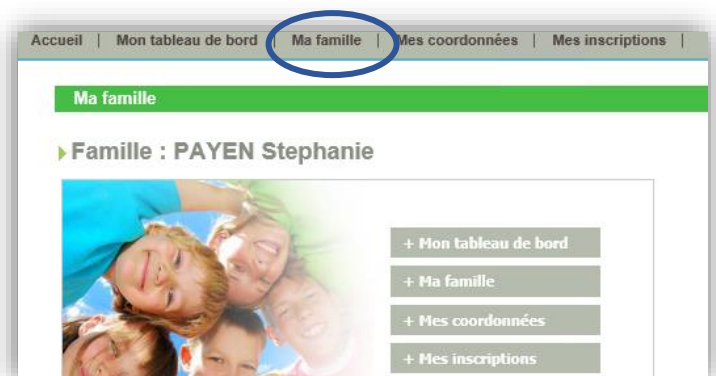 Accueil | Mon tableau de bord | Ma famille | Mes coordonnées | Mes inscriptions |
Ma famille
Famille : PAYEN Stephanie
+ Mon tableau de bord
+ Ma famille
+ Mes coordonnées
+ Mes inscriptions